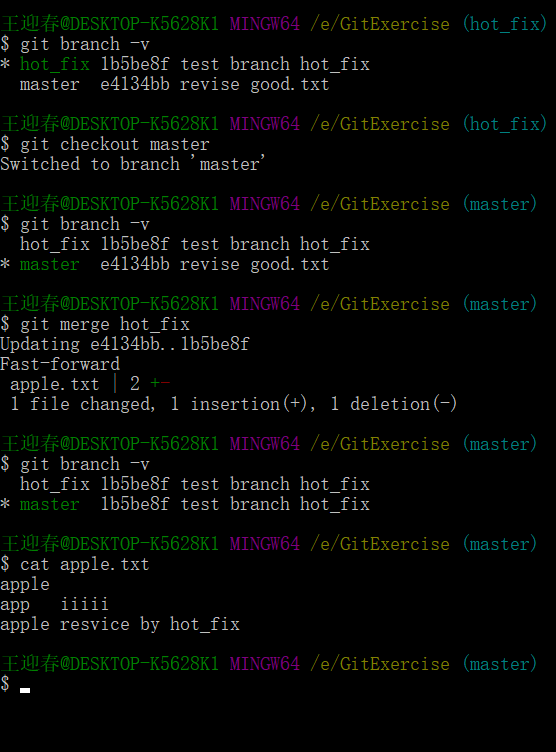 王迎春@DESKTOP-K5628K1 MINGW64 /e/GitExercise (hot_fix)
$ git branch -v
* hot_fix 1b5be8f test branch hot_fix
  master  e4134bb revise good.txt
王迎春@DESKTOP-K5628K1 MINGW64 /e/GitExercise (hot_fix)
$ git checkout master
Switched to branch 'master'
王迎春@DESKTOP-K5628K1 MINGW64 /e/GitExercise (master)
$ git branch -v
  hot_fix 1b5be8f test branch hot_fix
* master  e4134bb revise good.txt
王迎春@DESKTOP-K5628K1 MINGW64 /e/GitExercise (master)
$ git merge hot_fix
Updating e4134bb..1b5be8f
Fast-forward
 apple.txt | 2 +-
 1 file changed, 1 insertion(+), 1 deletion(-)
王迎春@DESKTOP-K5628K1 MINGW64 /e/GitExercise (master)
$ git branch -v
  hot_fix 1b5be8f test branch hot_fix
* master  1b5be8f test branch hot_fix
王迎春@DESKTOP-K5628K1 MINGW64 /e/GitExercise (master)
$ cat apple.txt
apple
app   iiiii
apple resvice by hot_fix
王迎春@DESKTOP-K5628K1 MINGW64 /e/GitExercise (master)
$